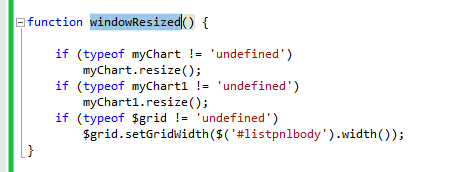 function windowResized() {
if (typeof myChart != 'undefined')
myChart.resize();
if (typeof myChart1 != 'undefined')
myChart1.resize();
if (typeof $grid != 'undefined')
$grid.setGridWidth($('#listpnlbody').width());
}